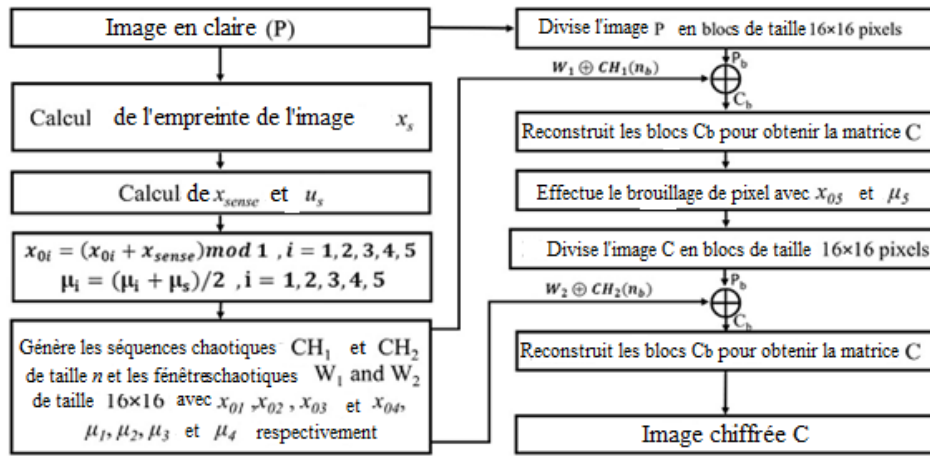 Image en claire (P)
Calcul de l'empreinte de l'image x_s
Calcul de x_sense et u_s
x_0i = (x_0i + x_sense)mod 1 , i = 1, 2, 3, 4, 5
μ_i = (μ_i + μ_s)/2 , i = 1, 2, 3, 4, 5
Génère les séquences chaotiques CH_1 et CH_2
de taille n et les fénêtreschaotiques W_1 and W_2
de taille 16×16 avec x_01 ,x_02 , x_03 et x_04,
μ_1, μ_2, μ_3 et μ_4 respectivement
Divise l'image P en blocs de taille 16×16 pixels
P_b
W_1 ⊕ CH_1(n_b)
C_b
Reconstruit les blocs Cb pour obtenir la matrice C
Effectue le brouillage de pixel avec x_05 et μ_5
Divise l'image C en blocs de taille 16×16 pixels
P_b
W_2 ⊕ CH_2(n_b)
C_b
Reconstruit les blocs Cb pour obtenir la matrice C
Image chiffrée C